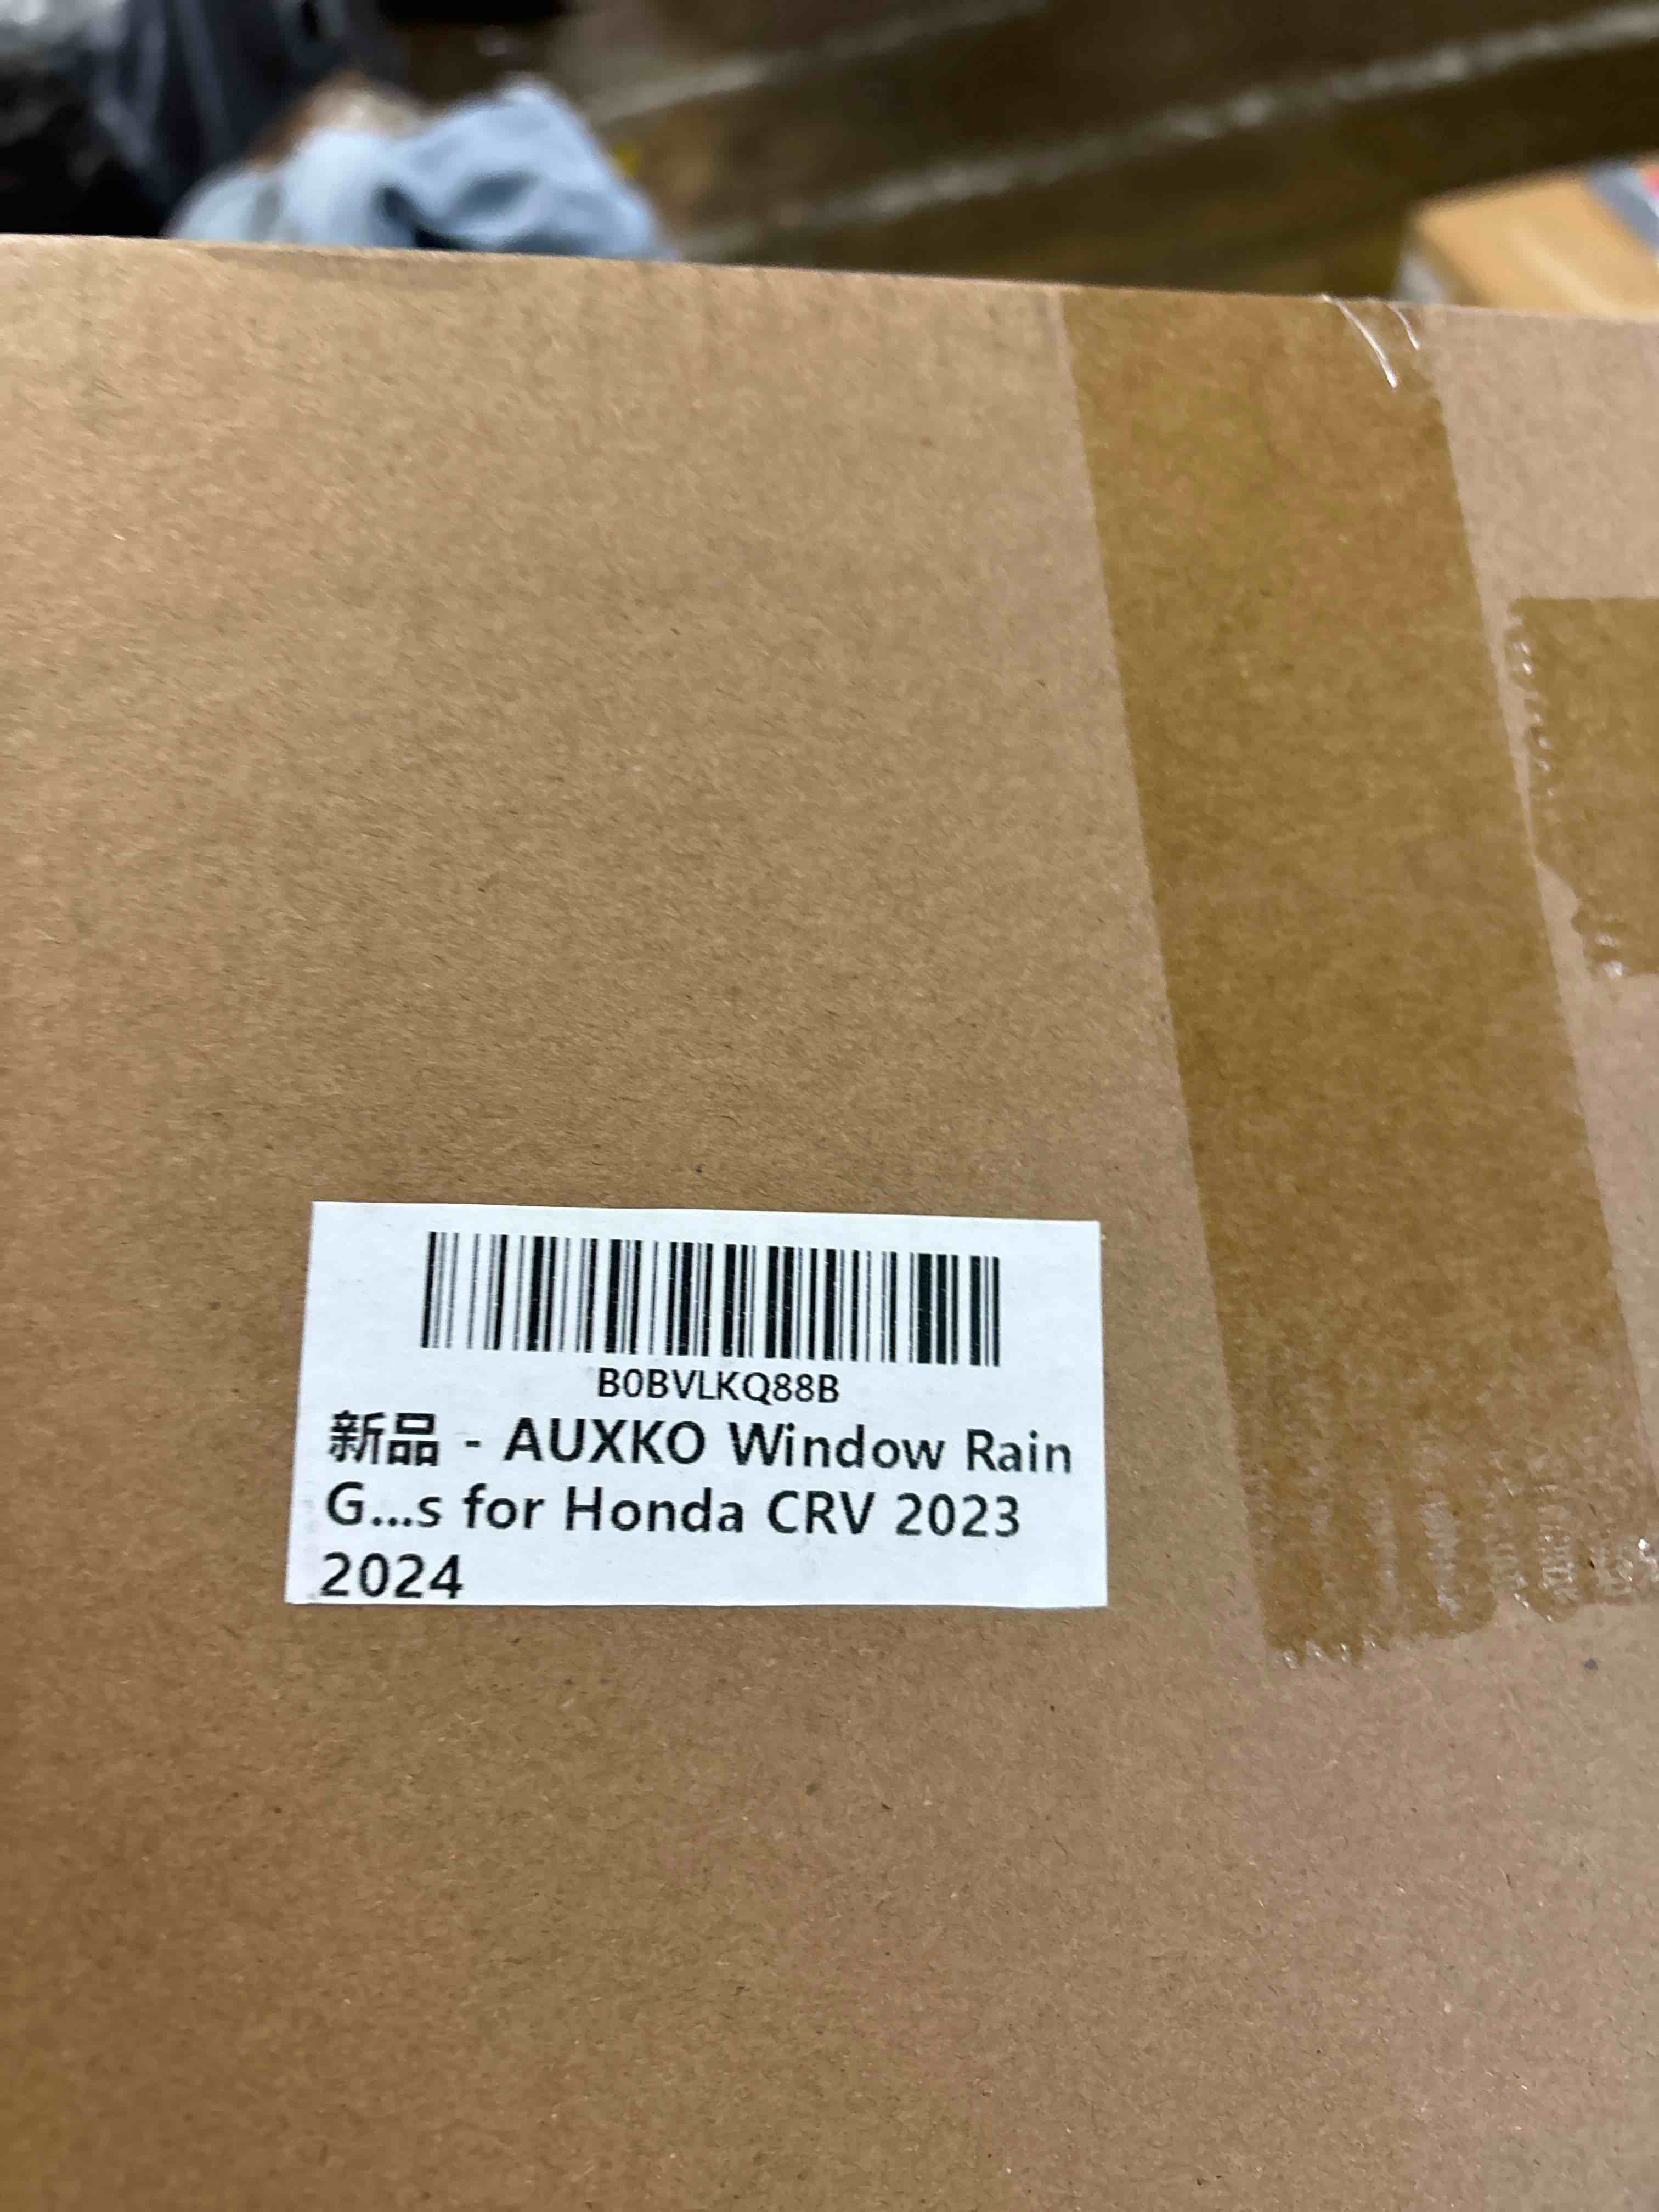 B0BVLKQ88B
新品 - AUXKO Window Rain
G...s for Honda CRV 2023
2024